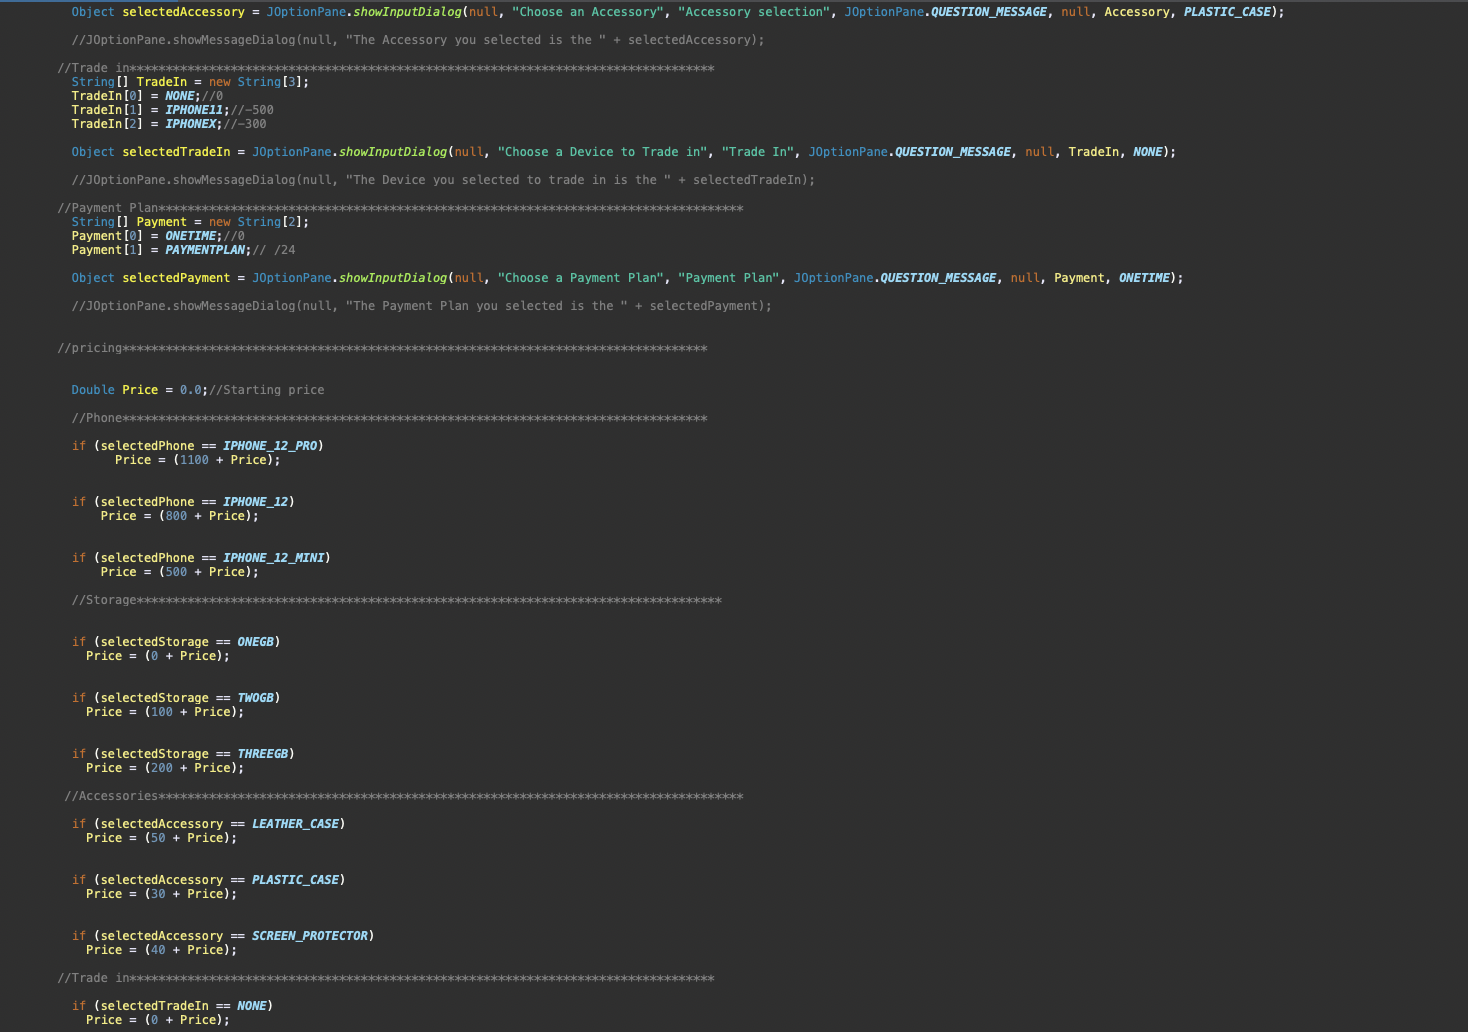 Object selectedAccessory = JOptionPane.showInputDialog(null, "Choose an Accessory", "Accessory selection", JOptionPane.QUESTION_MESSAGE, null, Accessory, PLASTIC_CASE);
//JOptionPane.showMessageDialog(null, "The Accessory you selected is the " + selectedAccessory);
//Trade in*********************************************************************************
String[] TradeIn = new String[3];
TradeIn[0] = NONE;//0
TradeIn[1] = IPHONE11;//-500
TradeIn[2] = IPHONEX;//-300
Object selectedTradeIn = JOptionPane.showInputDialog(null, "Choose a Device to Trade in", "Trade In", JOptionPane.QUESTION_MESSAGE, null, TradeIn, NONE);
//JOptionPane.showMessageDialog(null, "The Device you selected to trade in is the " + selectedTradeIn);
//Payment Plan*********************************************************************************
String[] Payment = new String[2];
Payment[0] = ONETIME;//0
Payment[1] = PAYMENTPLAN;// /24
Object selectedPayment = JOptionPane.showInputDialog(null, "Choose a Payment Plan", "Payment Plan", JOptionPane.QUESTION_MESSAGE, null, Payment, ONETIME);
//JOptionPane.showMessageDialog(null, "The Payment Plan you selected is the " + selectedPayment);
//pricing*********************************************************************************
Double Price = 0.0;//Starting price
//Phone*********************************************************************************
if (selectedPhone == IPHONE_12_PRO)
Price = (1100 + Price);
if (selectedPhone == IPHONE_12)
Price = (800 + Price);
if (selectedPhone == IPHONE_12_MINI)
Price = (500 + Price);
//Storage*********************************************************************************
if (selectedStorage == ONEGB)
Price = (0 + Price);
if (selectedStorage == TWOGB)
Price = (100 + Price);
if (selectedStorage == THREEGB)
Price = (200 + Price);
//Accessories*********************************************************************************
if (selectedAccessory == LEATHER_CASE)
Price = (50 + Price);
if (selectedAccessory == PLASTIC_CASE)
Price = (30 + Price);
if (selectedAccessory == SCREEN_PROTECTOR)
Price = (40 + Price);
//Trade in*********************************************************************************
if (selectedTradeIn == NONE)
Price = (0 + Price);